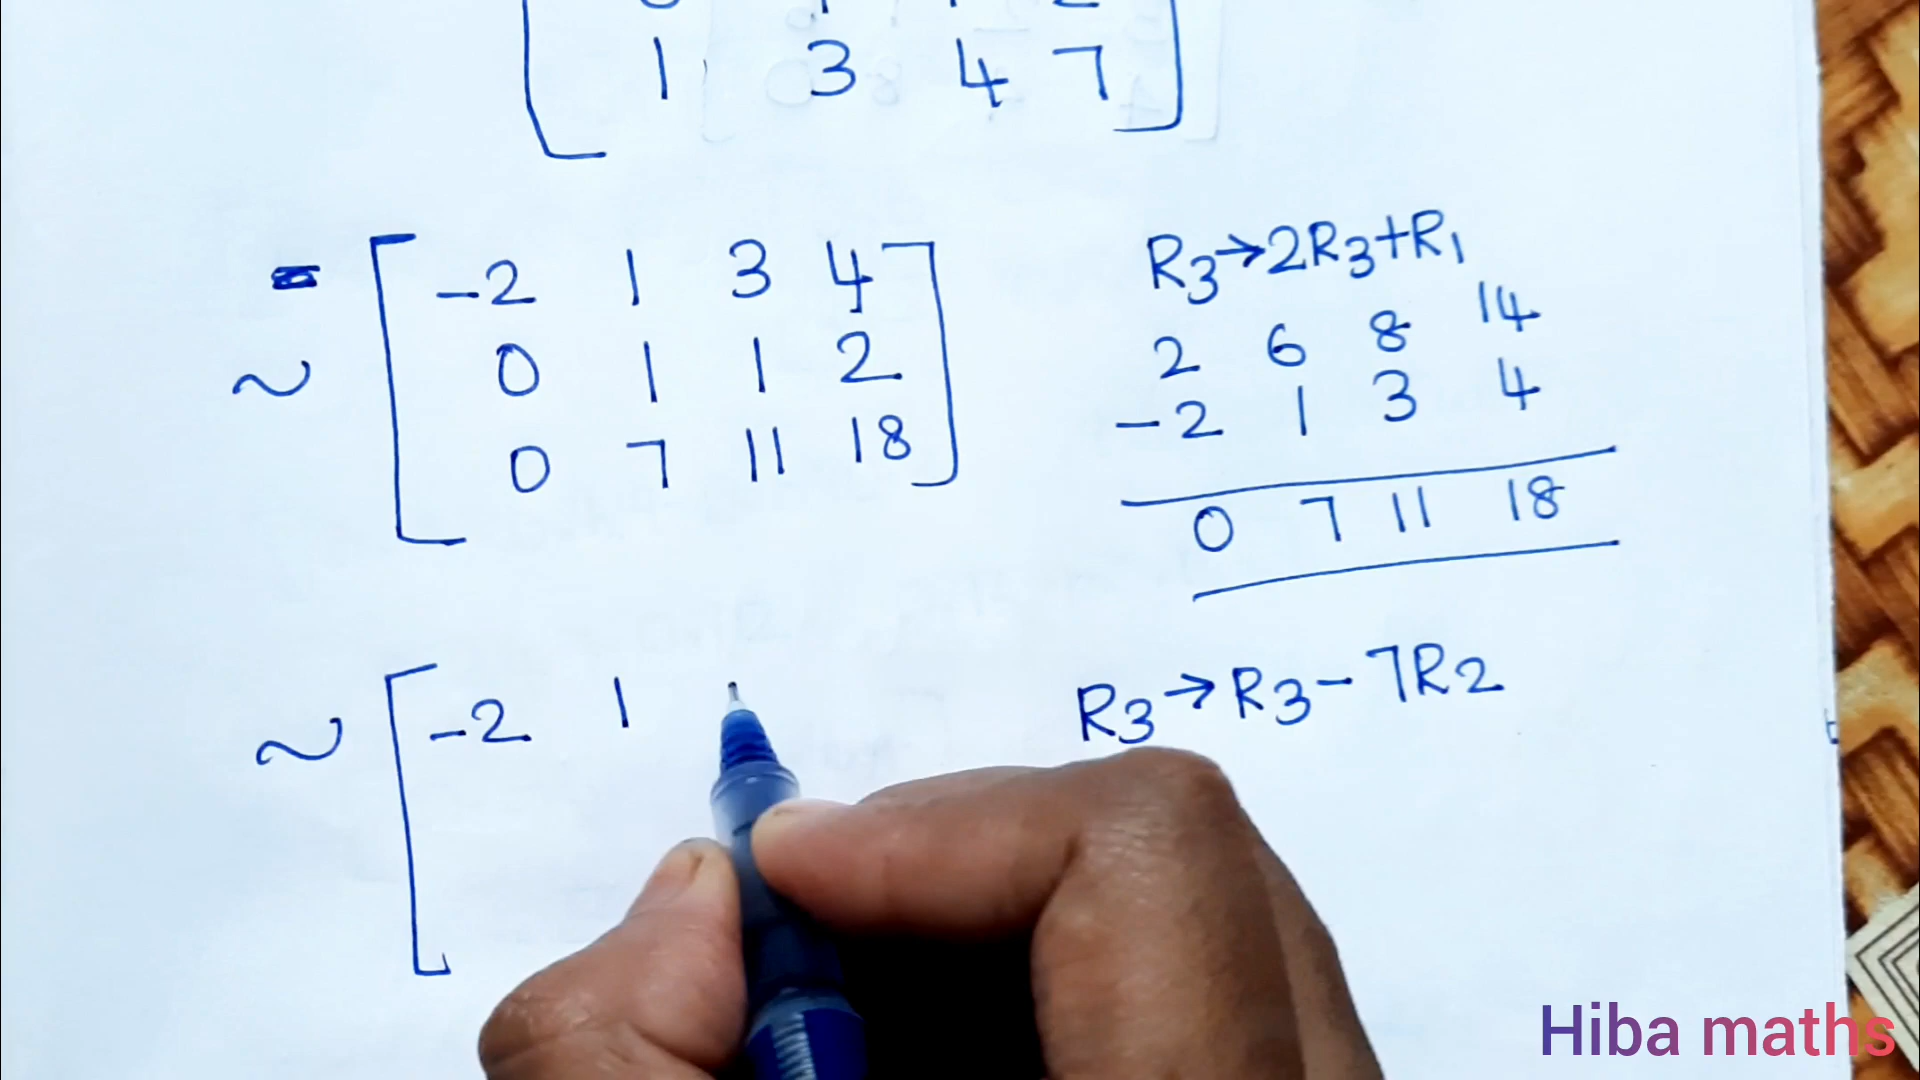 1 3 4 7
= -2 1 3 4 R3→2R3+R1
2 6 8 14
~ 0 1 1 2
-2 1 3 4
0 7 11 18
0 7 11 18
~ -2 1 R3→R3-7R2
Hiba maths